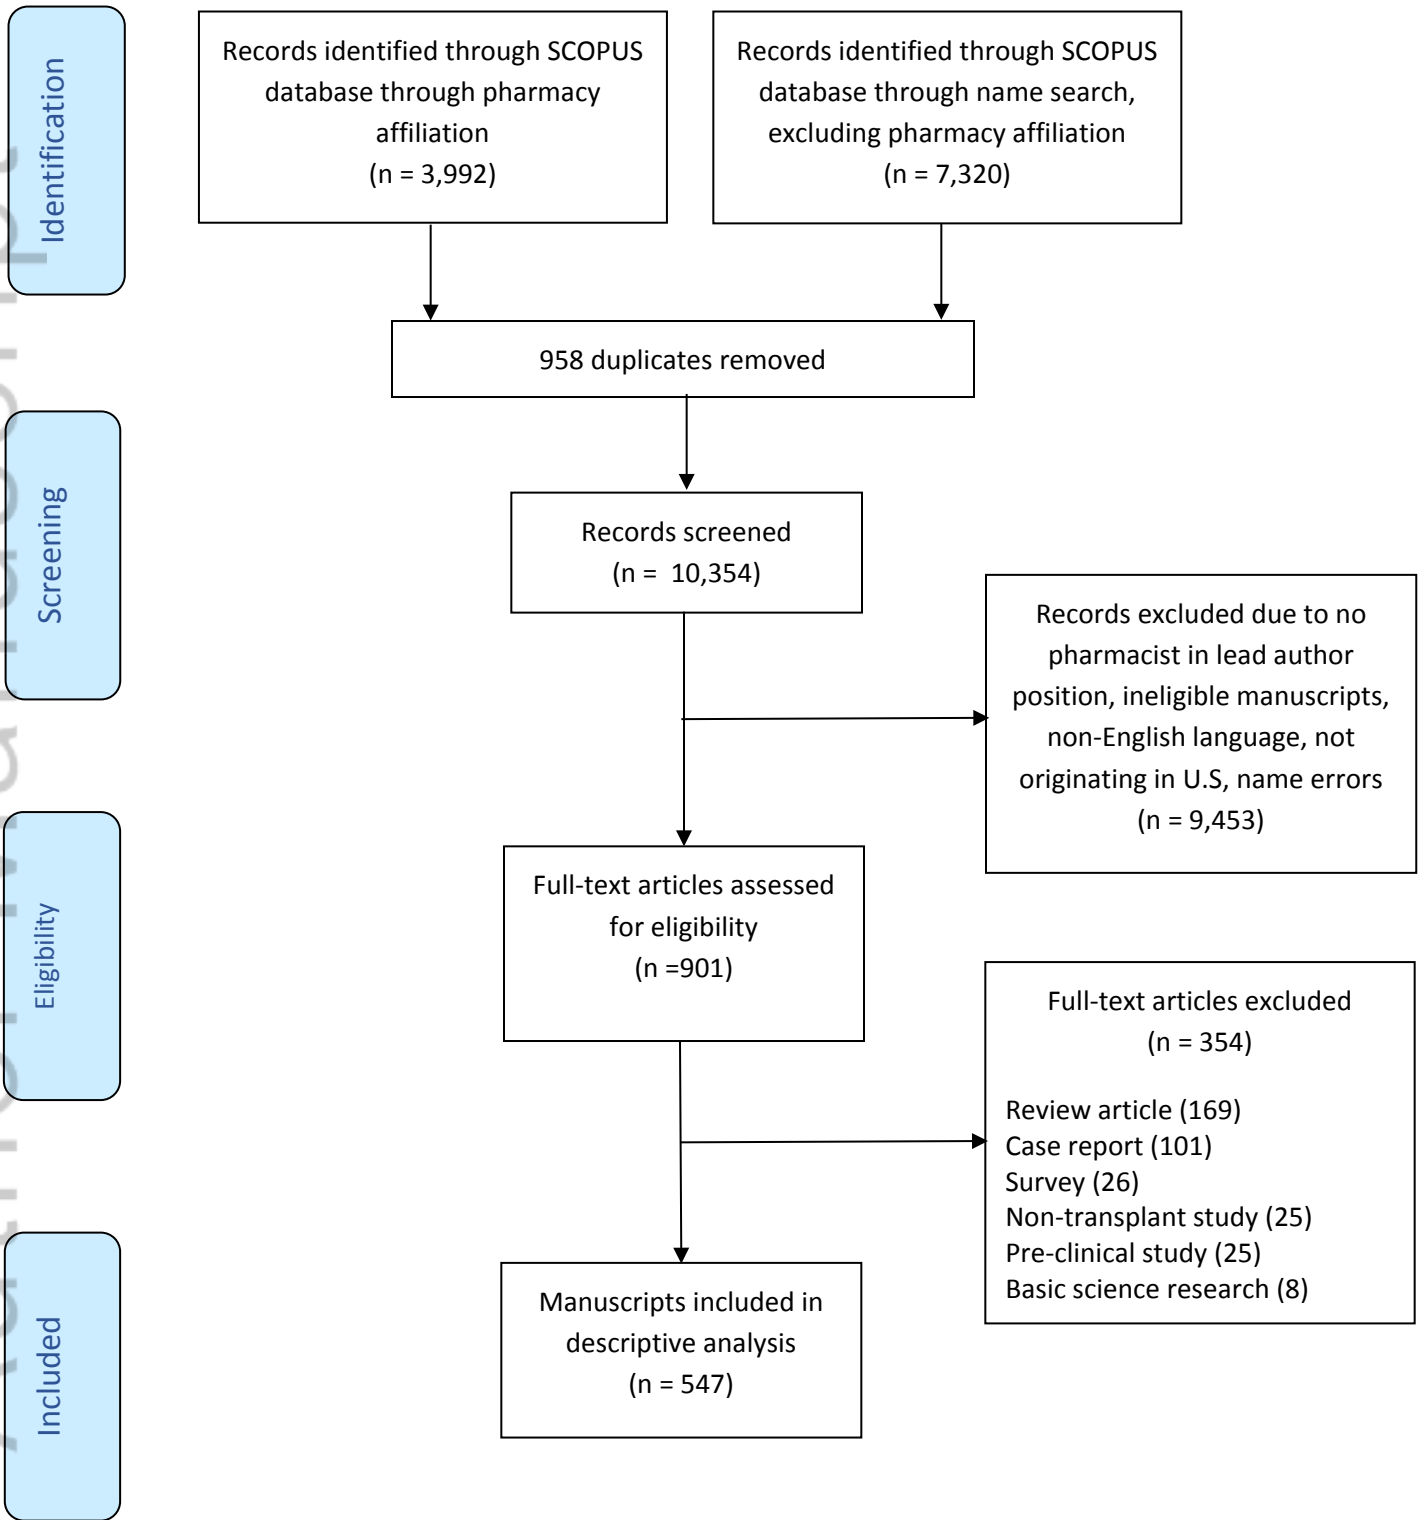 Identification
Records identified through SCOPUS
database through pharmacy
affiliation
(n = 3,992)
Records identified through SCOPUS
database through name search,
excluding pharmacy affiliation
(n = 7,320)
958 duplicates removed
Screening
Records screened
(n =  10,354)
Records excluded due to no
pharmacist in lead author
position, ineligible manuscripts,
non-English language, not
originating in U.S, name errors
(n = 9,453)
Eligibility
Full-text articles assessed
for eligibility
(n =901)
Full-text articles excluded
(n = 354)
Review article (169)
Case report (101)
Survey (26)
Non-transplant study (25)
Pre-clinical study (25)
Basic science research (8)
Included
Manuscripts included in
descriptive analysis
(n = 547)